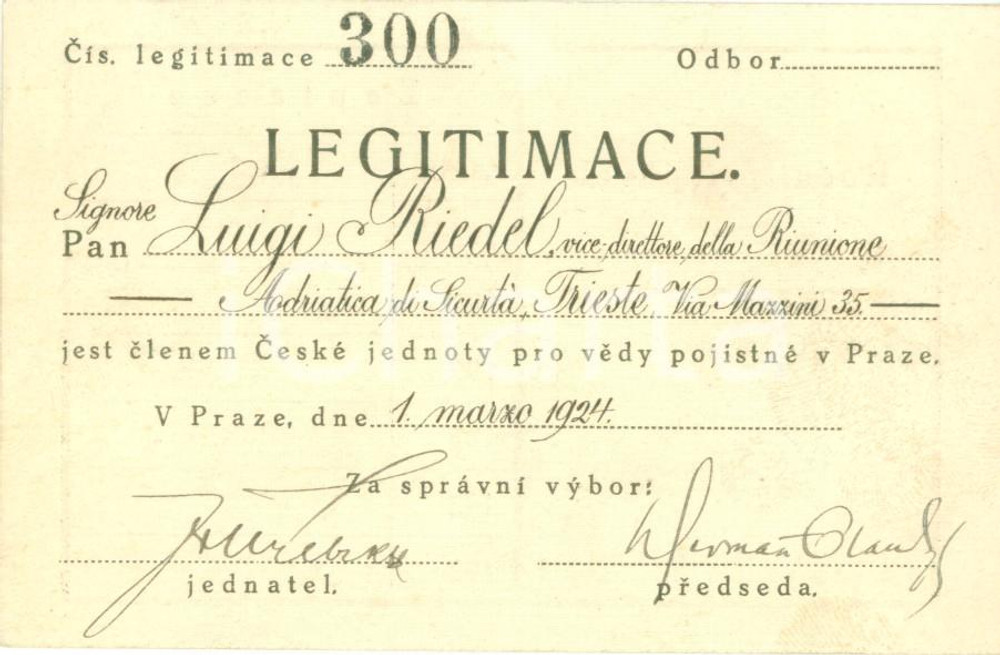 Čís. legitimace 300 Odbor
LEGITIMACE.
Signore
Pan Luigi Riedel, vice-direttore della Riunione
Adriatica di Sicurtà, Trieste, Via Mazzini 35.
jest členem České jednoty pro vědy pojistné v Praze.
V Praze, dne 1. marzo 1924.
Za správní výbor:
jednatel. předseda.